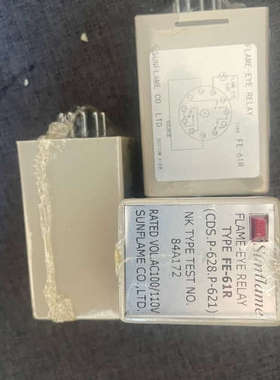 FLAME-EYE RELAY
TYPE FE-61R
SUNFLAME CO., LTD.
Sunflame
FLAME-EYE RELAY
TYPE FE-61R
(CDS.P-628.P-621)
NK TYPE TEST NO.
84A172
RATED VOL.AC100/110V
SUNFLAME CO.,LTD.